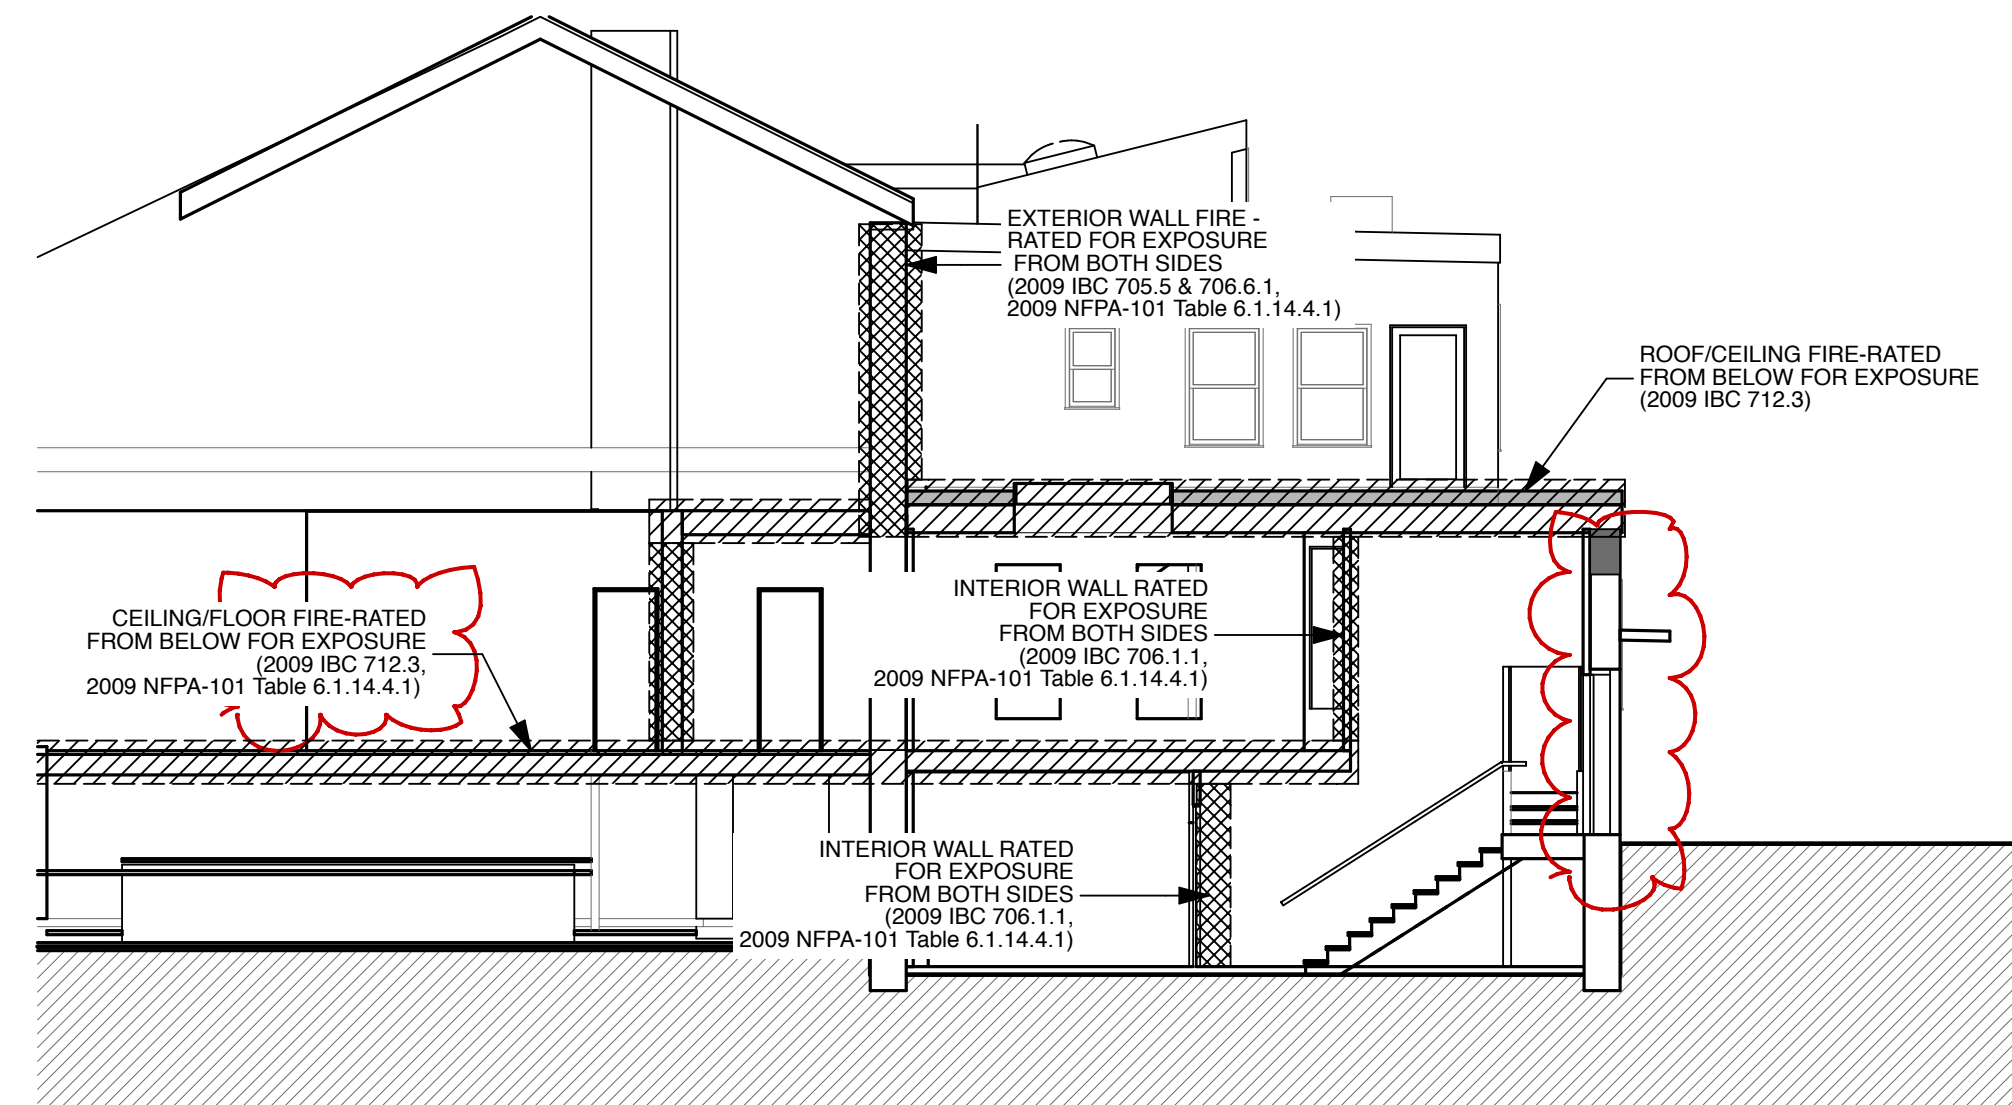 EXTERIOR WALL FIRE -
RATED FOR EXPOSURE
FROM BOTH SIDES
(2009 IBC 705.5 & 706.6.1,
2009 NFPA-101 Table 6.1.14.4.1)
ROOF/CEILING FIRE-RATED
FROM BELOW FOR EXPOSURE
(2009 IBC 712.3)
CEILING/FLOOR FIRE-RATED
FROM BELOW FOR EXPOSURE
(2009 IBC 712.3,
2009 NFPA-101 Table 6.1.14.4.1)
INTERIOR WALL RATED
FOR EXPOSURE
FROM BOTH SIDES
(2009 IBC 706.1.1,
2009 NFPA-101 Table 6.1.14.4.1)
INTERIOR WALL RATED
FOR EXPOSURE
FROM BOTH SIDES
(2009 IBC 706.1.1,
2009 NFPA-101 Table 6.1.14.4.1)